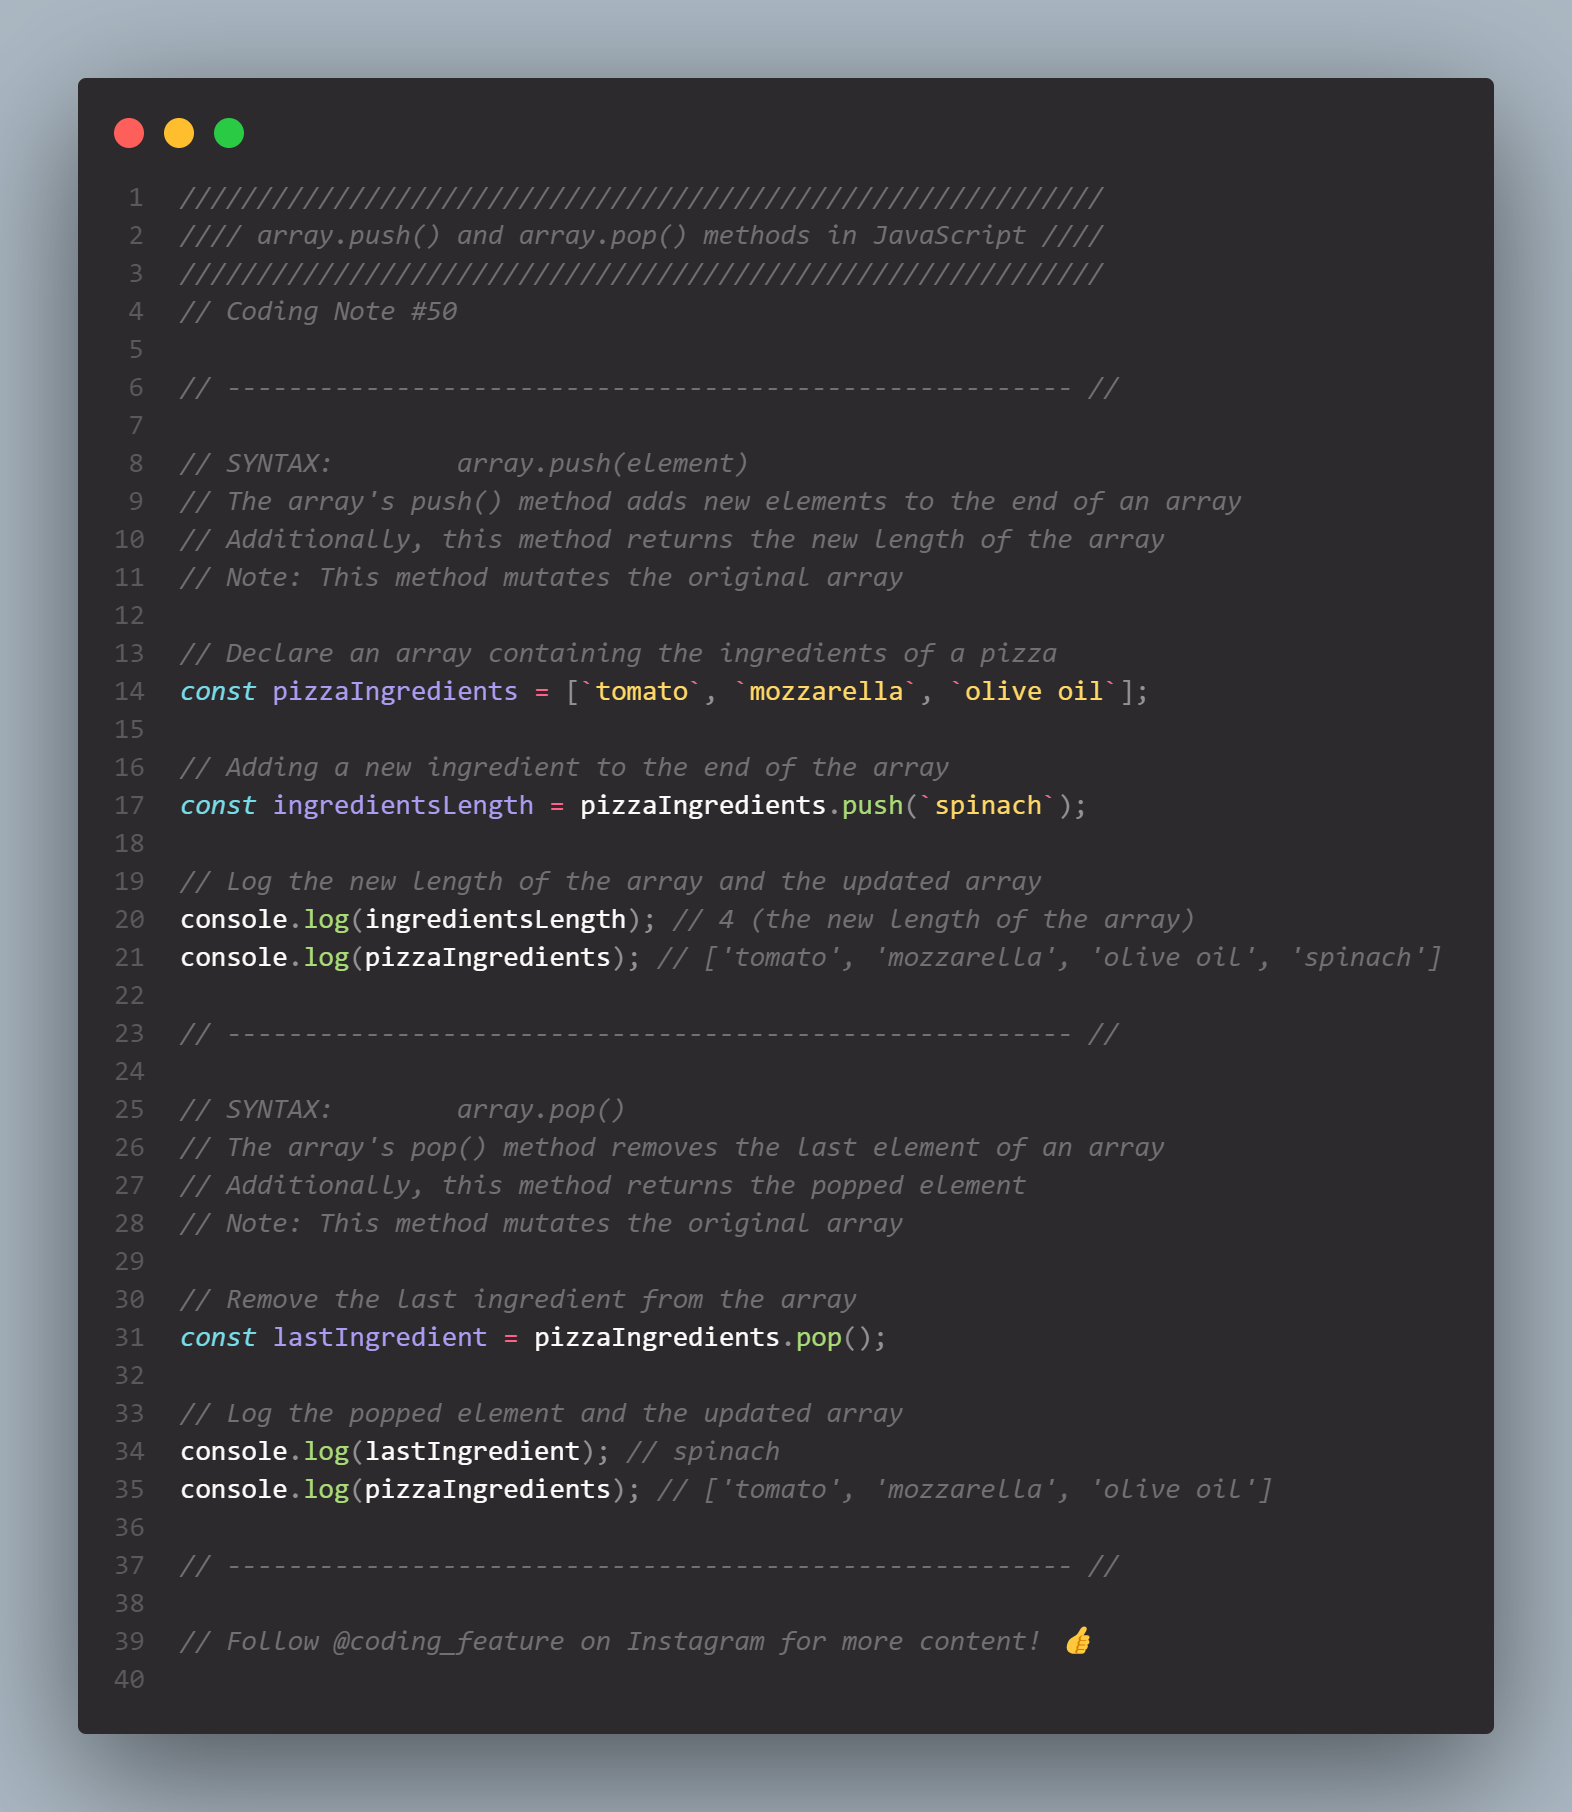 1 ////////////////////////////////////////////////////////////
2 //// array.push() and array.pop() methods in JavaScript ////
3 ////////////////////////////////////////////////////////////
4 // Coding Note #50
5
6 // ------------------------------------------------------- //
7
8 // SYNTAX:        array.push(element)
9 // The array's push() method adds new elements to the end of an array
10 // Additionally, this method returns the new length of the array
11 // Note: This method mutates the original array
12
13 // Declare an array containing the ingredients of a pizza
14 const pizzaIngredients = [`tomato`, `mozzarella`, `olive oil`];
15
16 // Adding a new ingredient to the end of the array
17 const ingredientsLength = pizzaIngredients.push(`spinach`);
18
19 // Log the new length of the array and the updated array
20 console.log(ingredientsLength); // 4 (the new length of the array)
21 console.log(pizzaIngredients); // ['tomato', 'mozzarella', 'olive oil', 'spinach']
22
23 // ------------------------------------------------------- //
24
25 // SYNTAX:        array.pop()
26 // The array's pop() method removes the last element of an array
27 // Additionally, this method returns the popped element
28 // Note: This method mutates the original array
29
30 // Remove the last ingredient from the array
31 const lastIngredient = pizzaIngredients.pop();
32
33 // Log the popped element and the updated array
34 console.log(lastIngredient); // spinach
35 console.log(pizzaIngredients); // ['tomato', 'mozzarella', 'olive oil']
36
37 // ------------------------------------------------------- //
38
39 // Follow @coding_feature on Instagram for more content! 👍
40